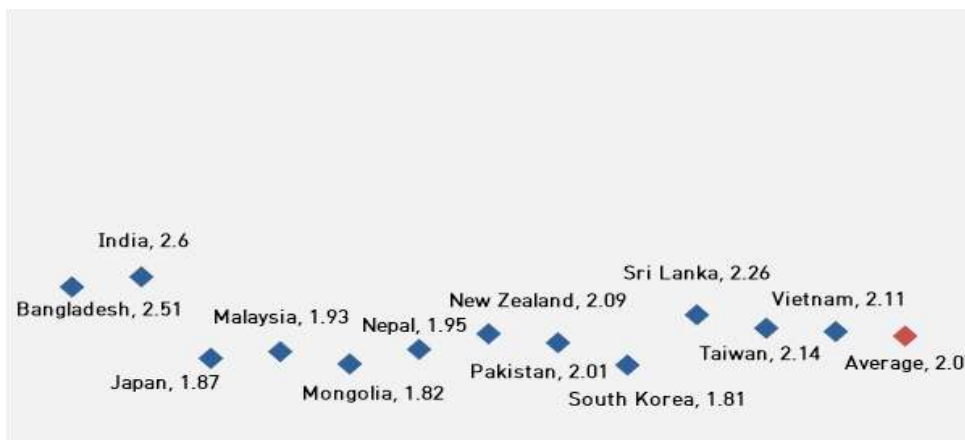 India, 2.6
Bangladesh, 2.51
Japan, 1.87
Malaysia, 1.93
Mongolia, 1.82
Nepal, 1.95
New Zealand, 2.09
Pakistan, 2.01
South Korea, 1.81
Sri Lanka, 2.26
Taiwan, 2.14
Vietnam, 2.11
Average, 2.0